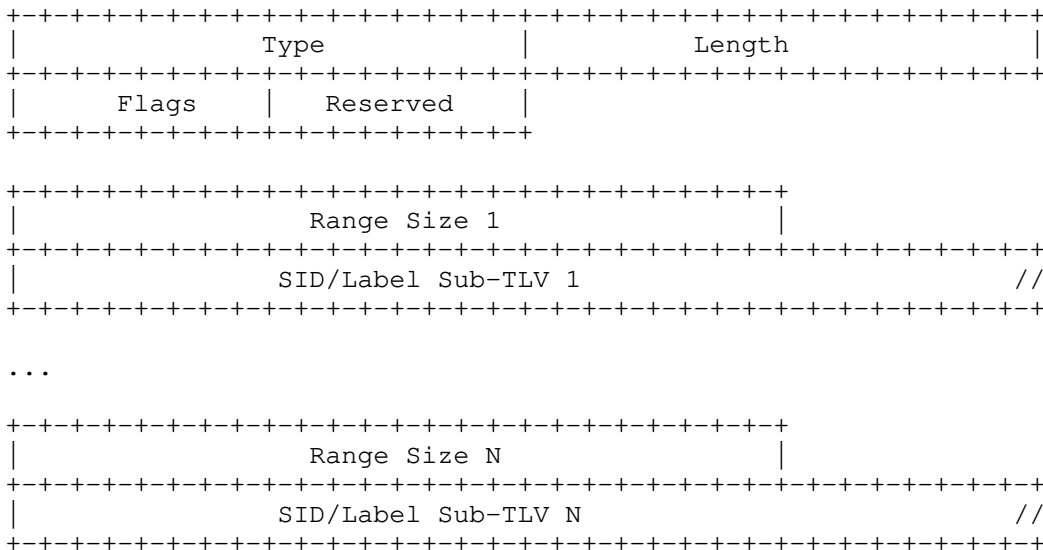 +-+-+-+-+-+-+-+-+-+-+-+-+-+-+-+-+-+-+-+-+-+-+-+-+-+-+-+-+-+-+-+-+
|               Type            |          Length               |
+-+-+-+-+-+-+-+-+-+-+-+-+-+-+-+-+-+-+-+-+-+-+-+-+-+-+-+-+-+-+-+-+
|      Flags    |   Reserved    |
+-+-+-+-+-+-+-+-+-+-+-+-+-+-+-+-+
+-+-+-+-+-+-+-+-+-+-+-+-+-+-+-+-+-+-+-+-+-+-+-+-+
|                  Range Size 1                 |
+-+-+-+-+-+-+-+-+-+-+-+-+-+-+-+-+-+-+-+-+-+-+-+-+-+-+-+-+-+-+-+-+
|                SID/Label Sub-TLV 1                          //
+-+-+-+-+-+-+-+-+-+-+-+-+-+-+-+-+-+-+-+-+-+-+-+-+-+-+-+-+-+-+-+-+
...
+-+-+-+-+-+-+-+-+-+-+-+-+-+-+-+-+-+-+-+-+-+-+-+-+
|                  Range Size N                 |
+-+-+-+-+-+-+-+-+-+-+-+-+-+-+-+-+-+-+-+-+-+-+-+-+-+-+-+-+-+-+-+-+
|                SID/Label Sub-TLV N                          //
+-+-+-+-+-+-+-+-+-+-+-+-+-+-+-+-+-+-+-+-+-+-+-+-+-+-+-+-+-+-+-+-+